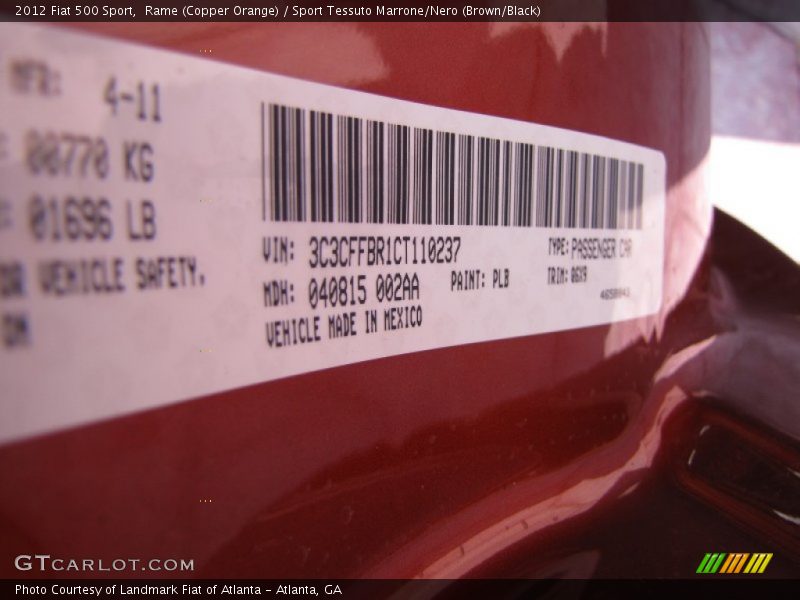 2012 Fiat 500 Sport,  Rame (Copper Orange) / Sport Tessuto Marrone/Nero (Brown/Black)
MFR: 4-11
00770 KG
01696 LB
OR VEHICLE SAFETY.
ON
VIN: 3C3CFFBR1CT110237
TYPE: PASSENGER CAR
MDH: 040815 002AA
PAINT: PLB
TRIM: 
VEHICLE MADE IN MEXICO
GTCARLOT.COM
Photo Courtesy of Landmark Fiat of Atlanta - Atlanta, GA